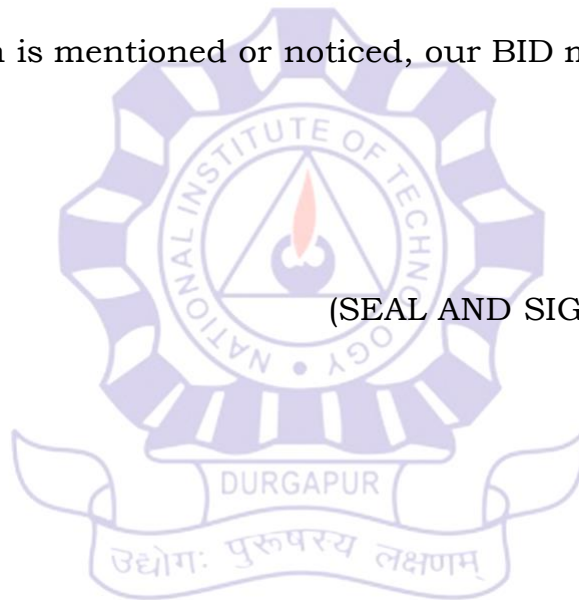 n is mentioned or noticed, our BID n
NATIONAL INSTITUTE OF TECHNOLOGY
(SEAL AND SIG
DURGAPUR
उद्योगः पुरूषस्य लक्षणम्